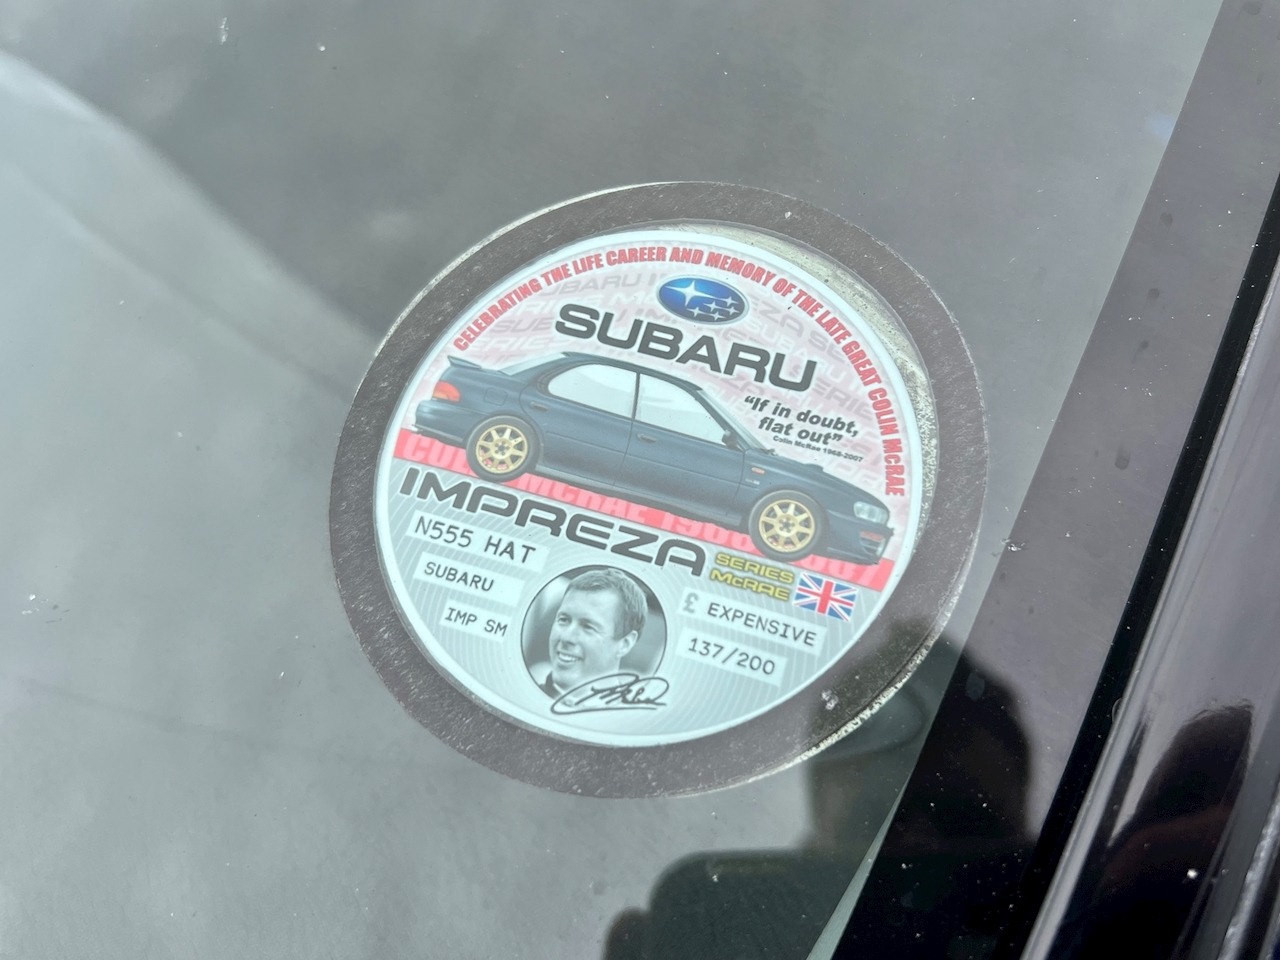 CELEBRATING THE LIFE CAREER AND MEMORY OF THE LATE GREAT COLIN MCRAE
SUBARU
“If in doubt,
flat out”
Colin McRae 1968-2007
IMPREZA
SERIES
McRAE
N555 HAT
SUBARU
IMP SM
£ EXPENSIVE
137/200